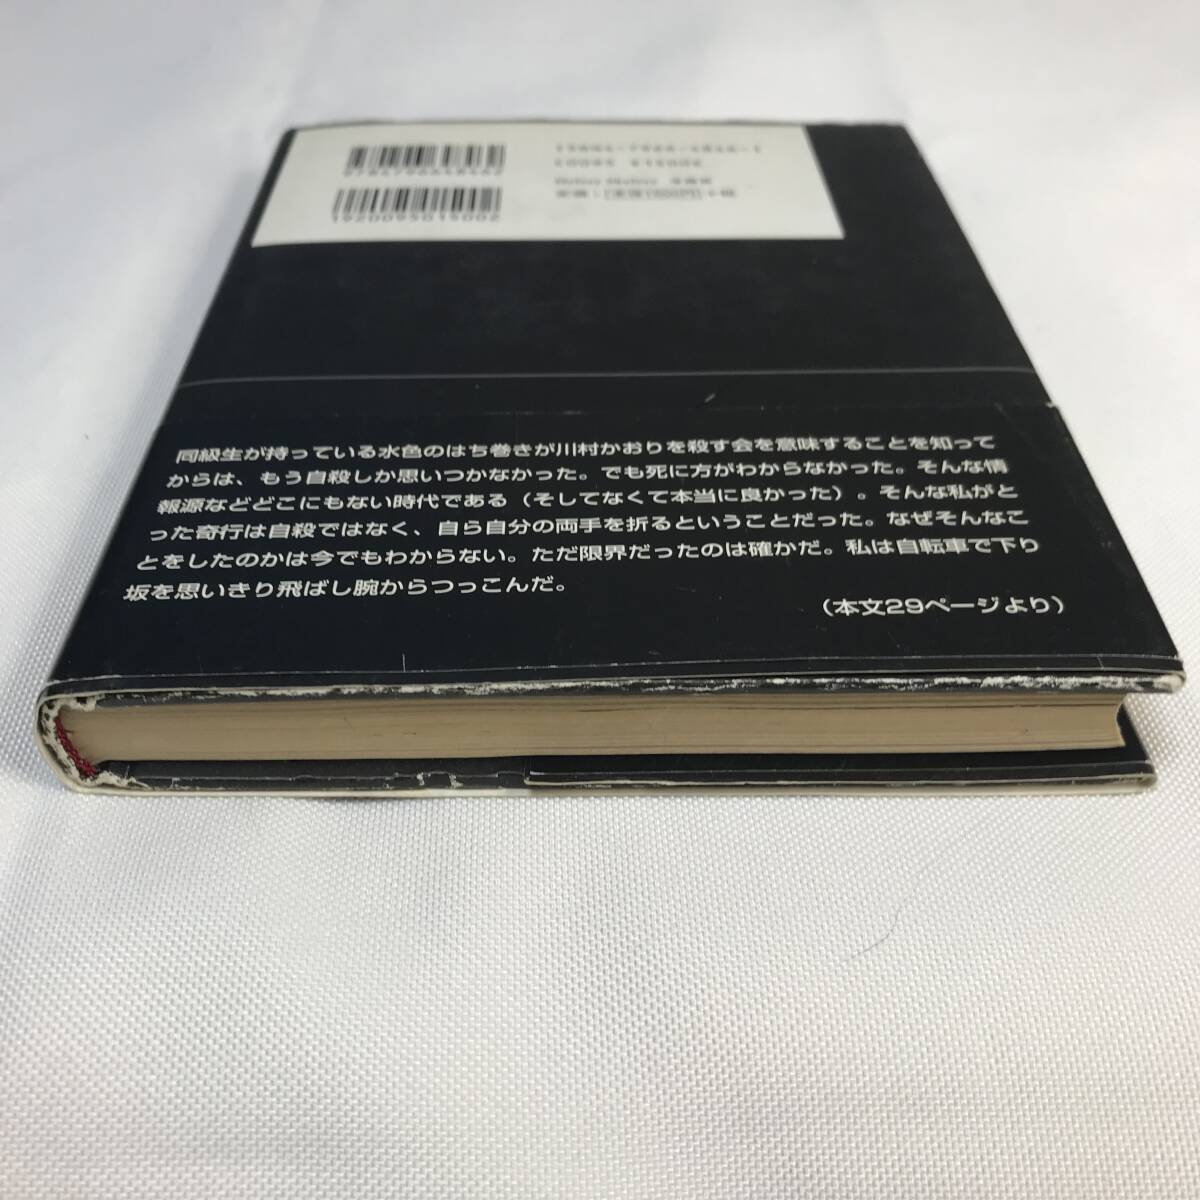 9784796648462
1920095015002
ISBN4-7966-4846-1
C0095 ¥1500E
同級生が持っている水色のはち巻きが川村かおりを殺す会を意味することを知って
からは、もう自殺しか思いつかなかった。でも死に方がわからなかった。そんな情
報源などどこにもない時代である（そしてなくて本当に良かった）。そんな私がと
った奇行は自殺ではなく、自ら自分の両手を折るということだった。なぜそんなこ
とをしたのかは今でもわからない。ただ限界だったのは確かだ。私は自転車で下り
坂を思いきり飛ばし腕からつっこんだ。
（本文29ページより）